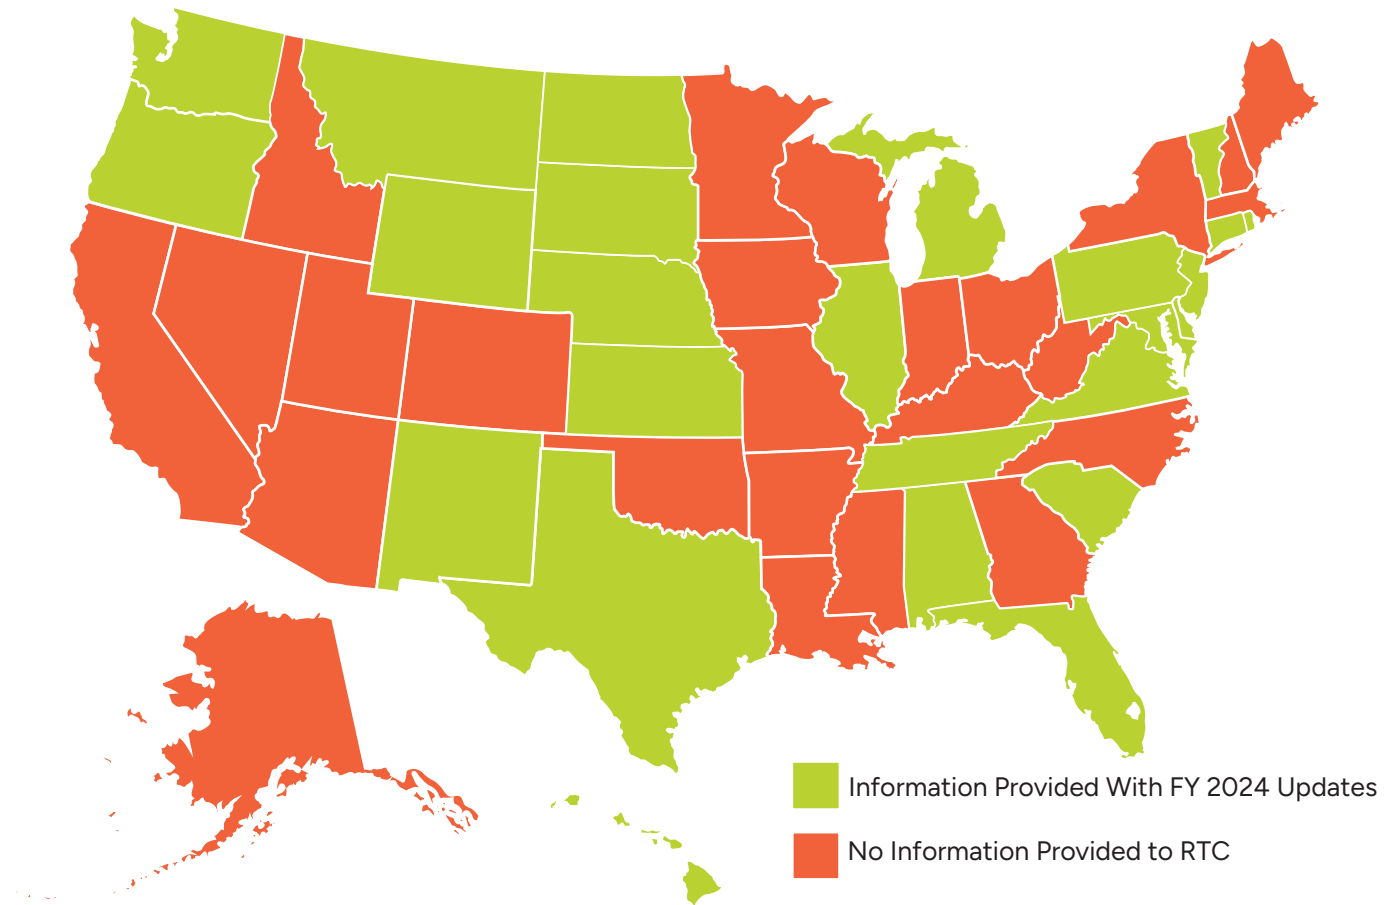 Information Provided With FY 2024 Updates
No Information Provided to RTC